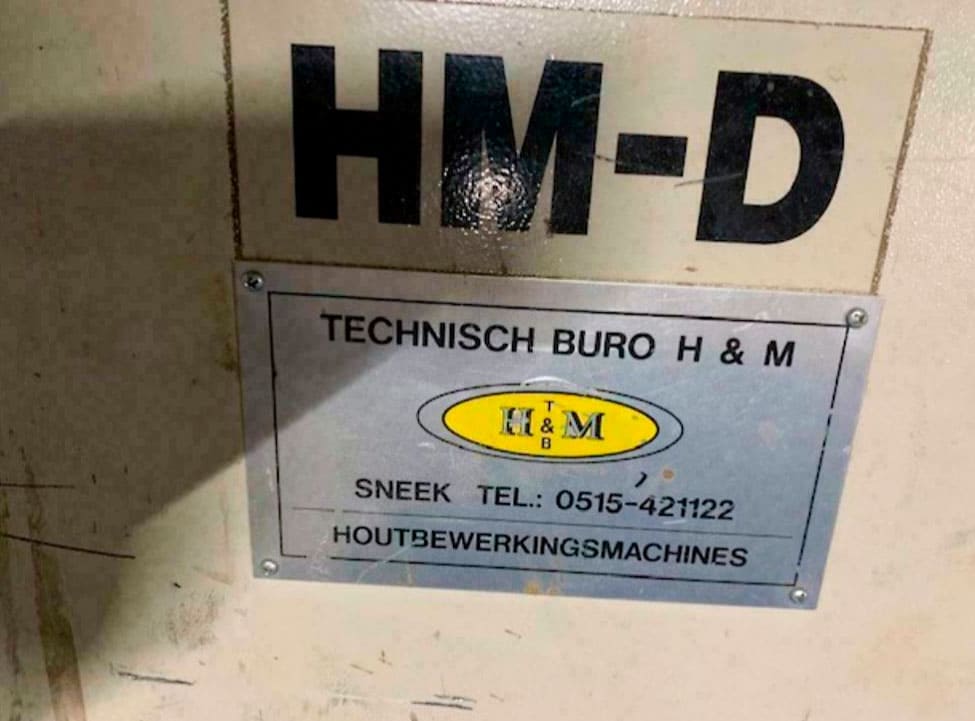 HM-D
TECHNISCH BURO H & M
T
H & M
B
SNEEK TEL.: 0515-421122
HOUTBEWERKINGSMACHINES